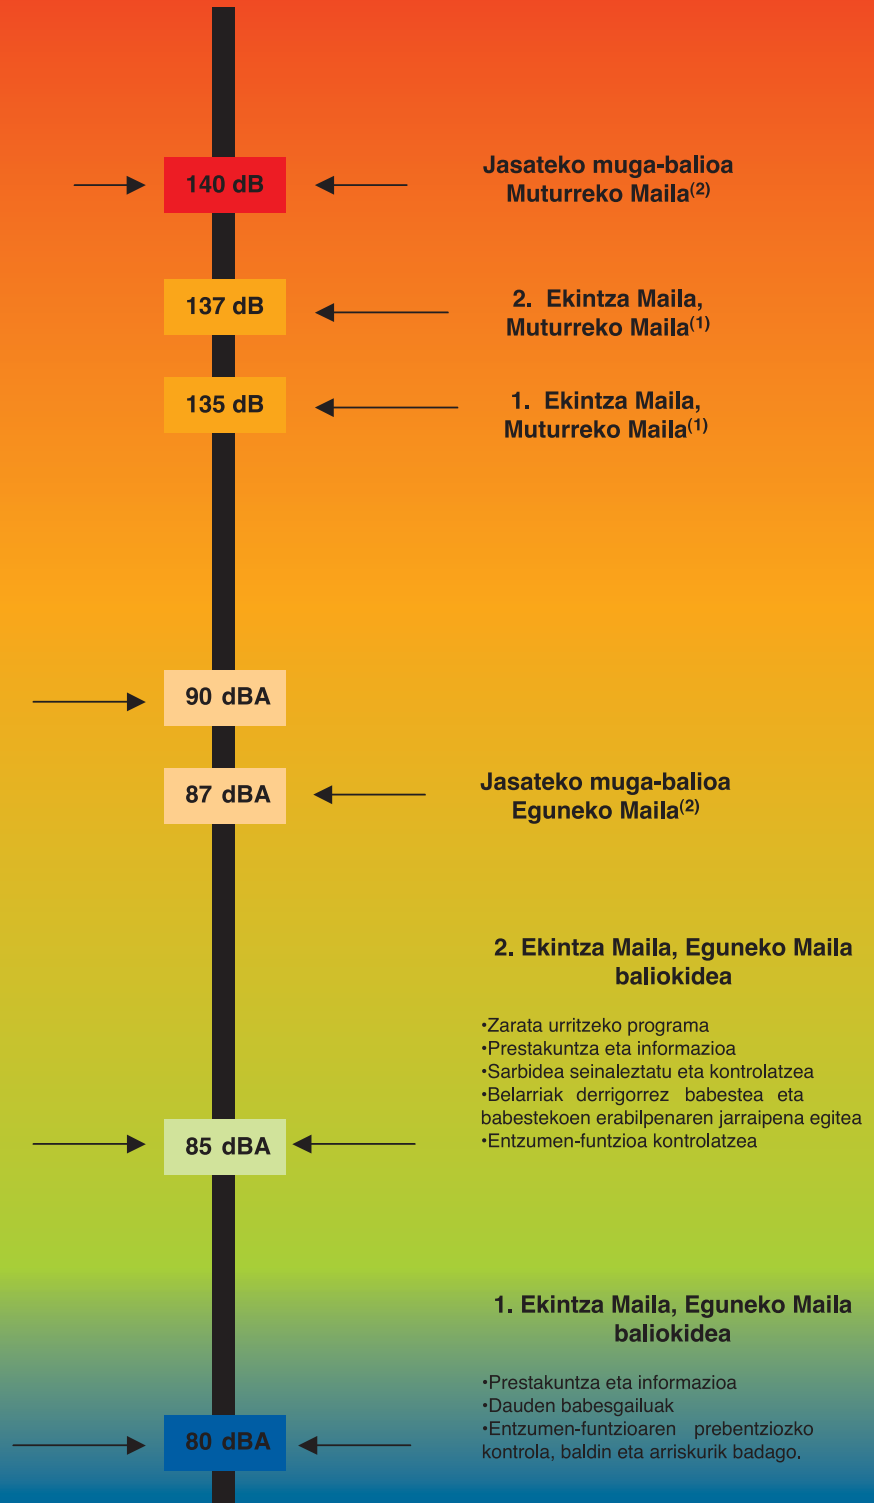 140 dB
Jasateko muga-balioa
Muturreko Maila(2)
137 dB
2. Ekintza Maila,
Muturreko Maila(1)
135 dB
1. Ekintza Maila,
Muturreko Maila(1)
90 dBA
87 dBA
Jasateko muga-balioa
Eguneko Maila(2)
2. Ekintza Maila, Eguneko Maila
baliokidea
•Zarata urritzeko programa
•Prestakuntza eta informazioa
•Sarbidea seinaleztatu eta kontrolatzea
•Belarriak derrigorrez babestea eta
babestekoen erabilpenaren jarraipena egitea
•Entzumen-funtzioa kontrolatzea
85 dBA
1. Ekintza Maila, Eguneko Maila
baliokidea
•Prestakuntza eta informazioa
•Dauden babesgailuak
•Entzumen-funtzioaren prebentziozko
kontrola, baldin eta arriskurik badago.
80 dBA